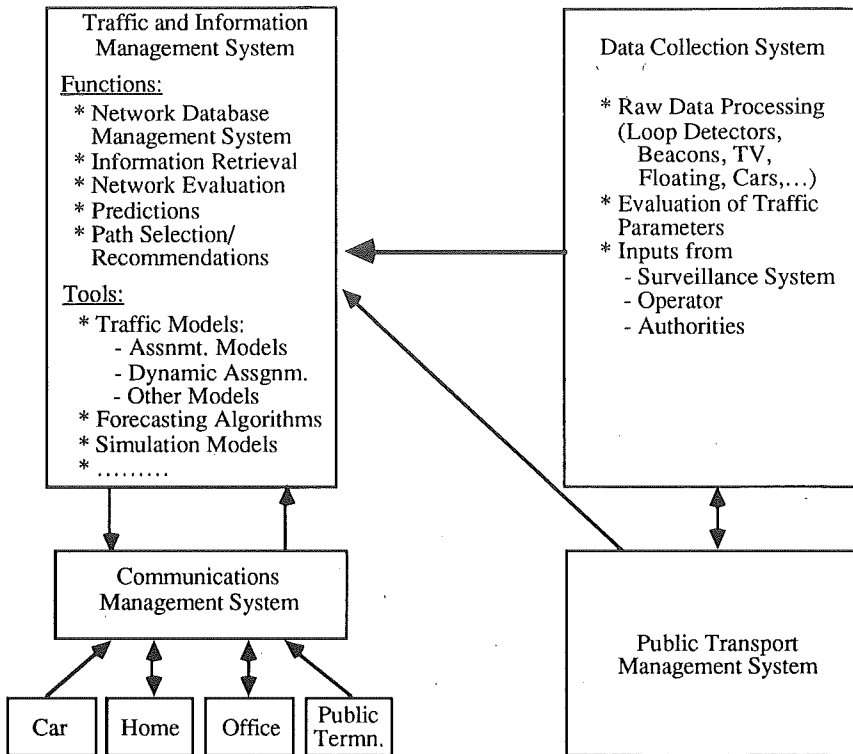 Traffic and Information
Management System
Functions:
* Network Database
Management System
* Information Retrieval
* Network Evaluation
* Predictions
* Path Selection/
Recommendations
Tools:
* Traffic Models:
- Assnmt. Models
- Dynamic Assgnm.
- Other Models
* Forecasting Algorithms
* Simulation Models
* .........
Data Collection System
* Raw Data Processing
(Loop Detectors,
Beacons, TV,
Floating, Cars,...)
* Evaluation of Traffic
Parameters
* Inputs from
- Surveillance System
- Operator
- Authorities
Communications
Management System
Public Transport
Management System
Car
Home
Office
Public
Termn.